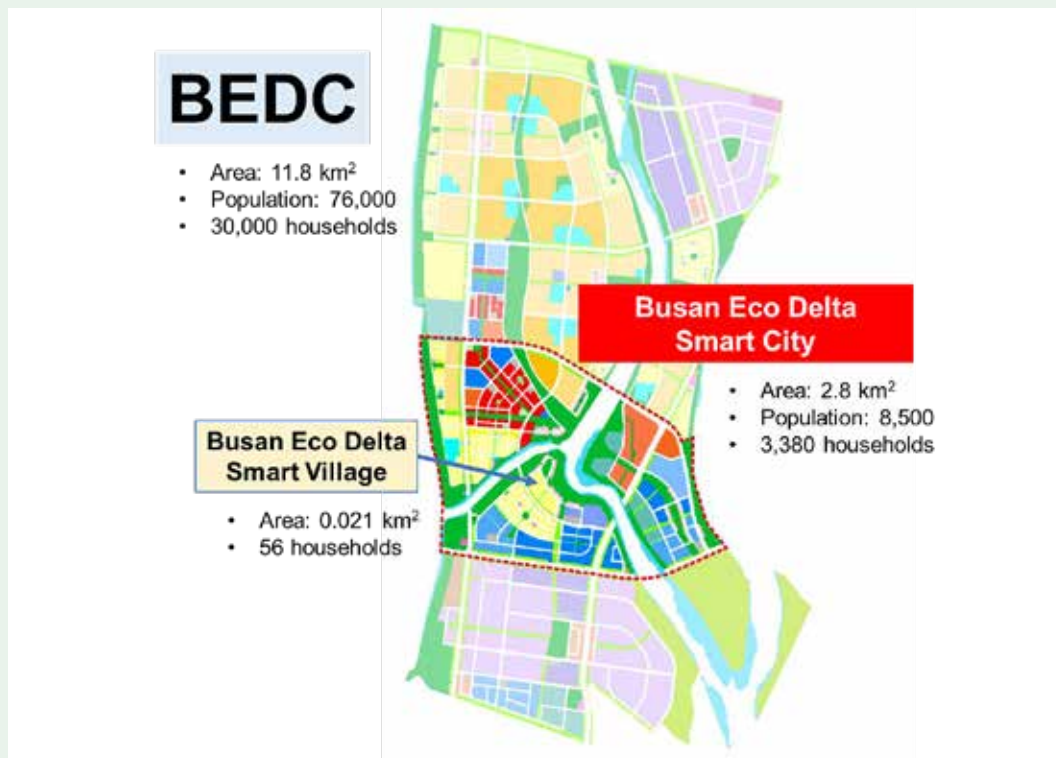 BEDC
• Area: 11.8 km²
• Population: 76,000
• 30,000 households
Busan Eco Delta
Smart City
• Area: 2.8 km²
• Population: 8,500
• 3,380 households
Busan Eco Delta
Smart Village
• Area: 0.021 km²
• 56 households